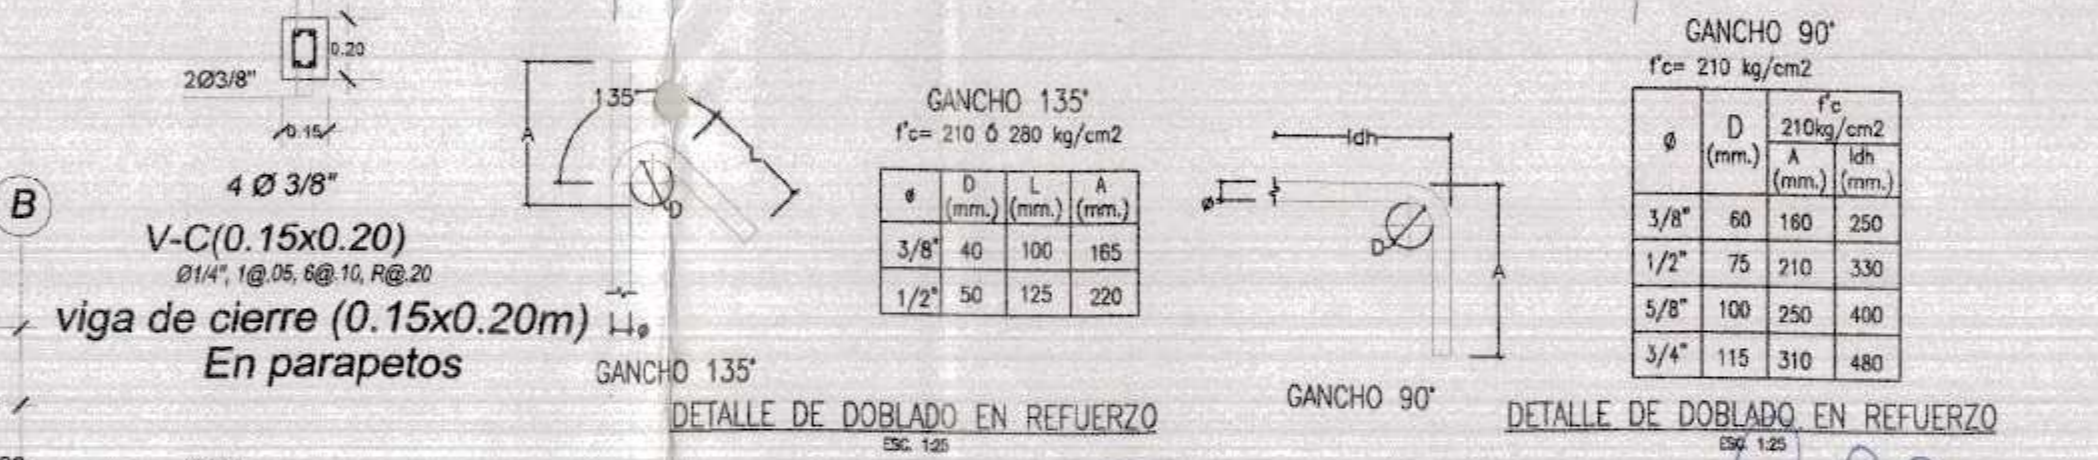 0.20
2Ø3/8"
0.15
4 Ø 3/8"
B
V-C(0.15x0.20)
Ø1/4", 1@.05, 6@.10, R@.20
viga de cierre (0.15x0.20m)
En parapetos
135°
A
D
L
ø
GANCHO 135°
GANCHO 135°
f'c= 210 ó 280 kg/cm2
ø D (mm.) L (mm.) A (mm.)
3/8" 40 100 165
1/2" 50 125 220
DETALLE DE DOBLADO EN REFUERZO
ESC. 1:25
ldh
ø
D
A
GANCHO 90°
GANCHO 90°
f'c= 210 kg/cm2
ø D (mm.) f'c 210kg/cm2
A (mm.) ldh (mm.)
3/8" 60 160 250
1/2" 75 210 330
5/8" 100 250 400
3/4" 115 310 480
DETALLE DE DOBLADO EN REFUERZO
ESC. 1:25